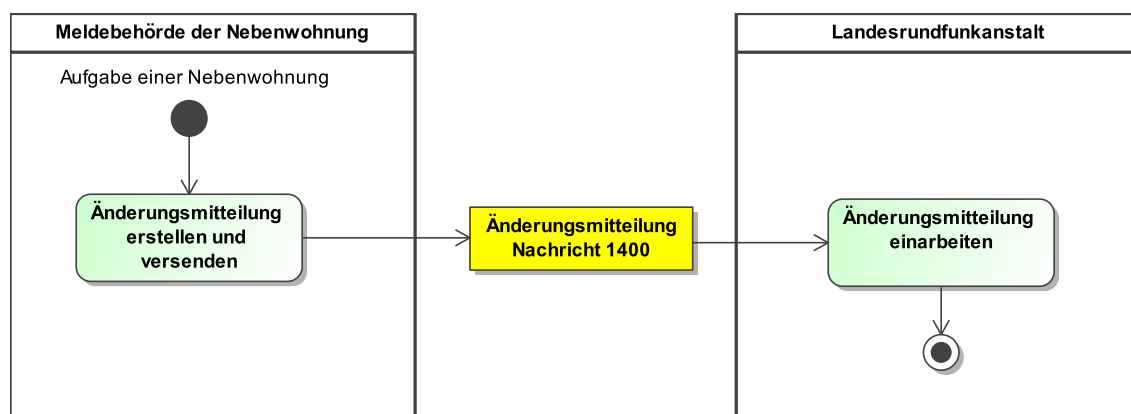 Meldebehörde der Nebenwohnung
Landesrundfunkanstalt
Aufgabe einer Nebenwohnung
Änderungsmitteilung
erstellen und
versenden
Änderungsmitteilung
Nachricht 1400
Änderungsmitteilung
einarbeiten